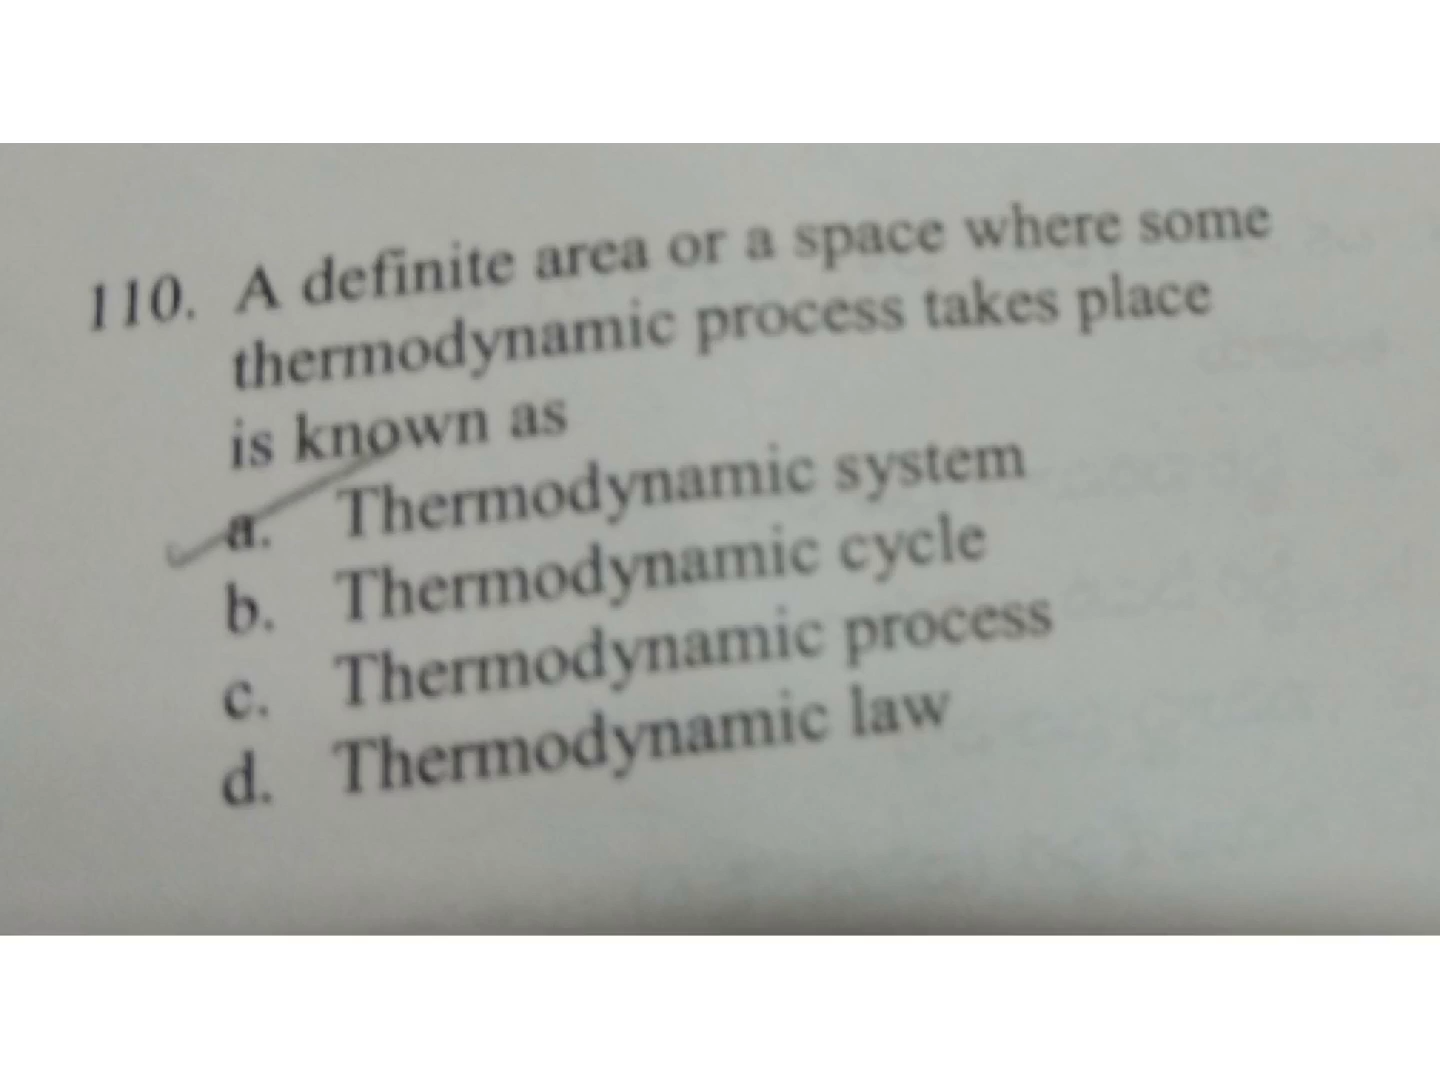 110. A definite area or a space where some
thermodynamic process takes place
is known as
a. Thermodynamic system
b. Thermodynamic cycle
c. Thermodynamic process
d. Thermodynamic law